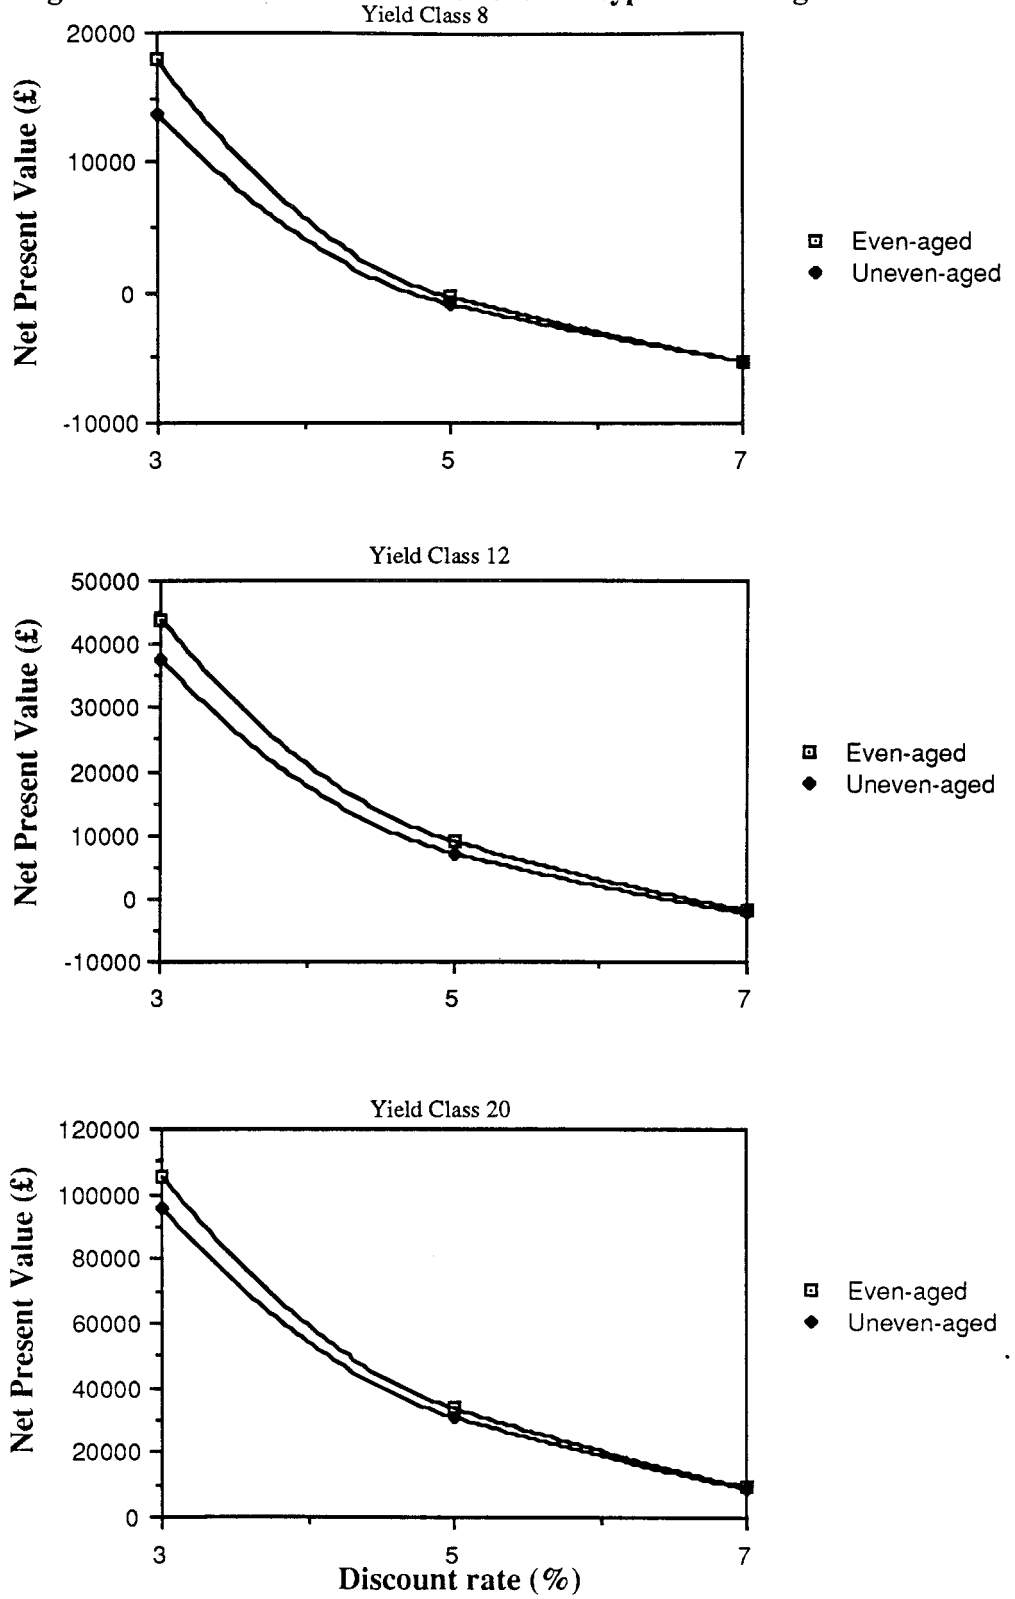 Yield Class 8
20000
10000
0
-10000
3 5 7
Net Present Value (£)
Even-aged
Uneven-aged
Yield Class 12
50000
40000
30000
20000
10000
0
-10000
3 5 7
Net Present Value (£)
Even-aged
Uneven-aged
Yield Class 20
120000
100000
80000
60000
40000
20000
0
3 5 7
Net Present Value (£)
Even-aged
Uneven-aged
Discount rate (%)